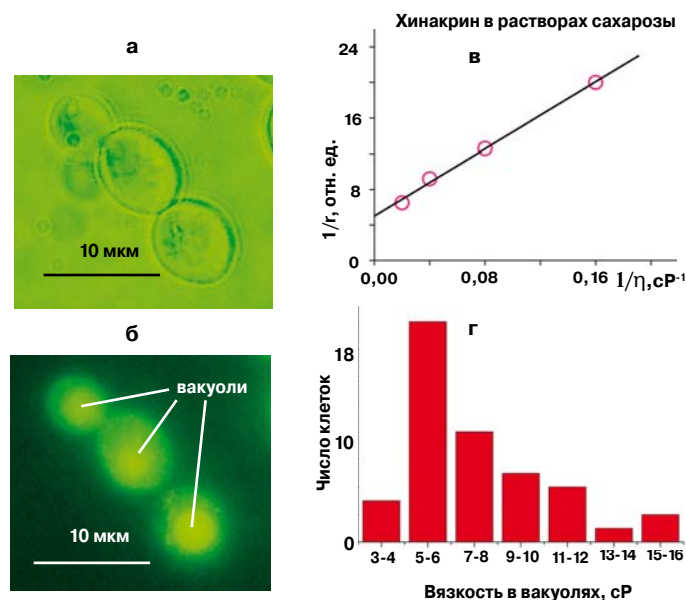 а
10 мкм
б
вакуоли
10 мкм
Хинакрин в растворах сахарозы
в
24
16
8
0
1/r, отн. ед.
0,00
0,08
0,16
1/η,cP⁻¹
г
18
10
0
Число клеток
3-4
5-6
7-8
9-10
11-12
13-14
15-16
Вязкость в вакуолях, сР